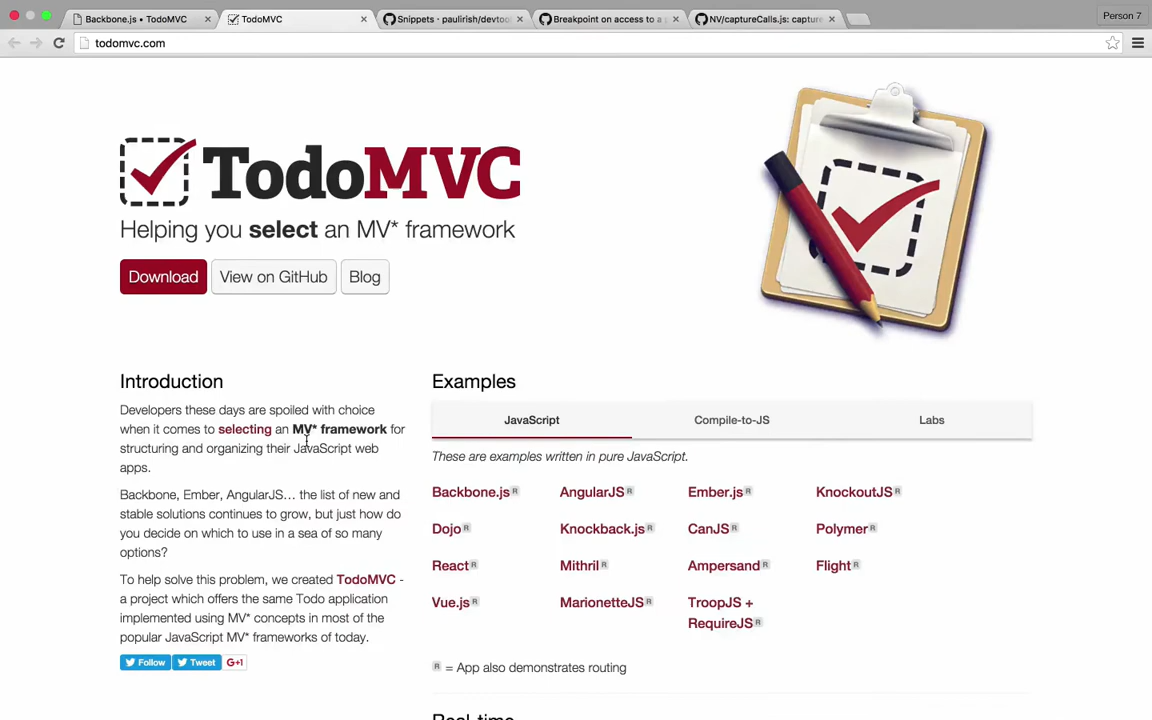 Backbone.js • TodoMVC
TodoMVC
Snippets · paulirish/devtool
Breakpoint on access to a p
NV/captureCalls.js: capture
Person 7
todomvc.com
TodoMVC
Helping you select an MV* framework
Download
View on GitHub
Blog
Introduction
Developers these days are spoiled with choice
when it comes to selecting an MV* framework for
structuring and organizing their JavaScript web
apps.
Backbone, Ember, AngularJS… the list of new and
stable solutions continues to grow, but just how do
you decide on which to use in a sea of so many
options?
To help solve this problem, we created TodoMVC -
a project which offers the same Todo application
implemented using MV* concepts in most of the
popular JavaScript MV* frameworks of today.
Follow
Tweet
G+1
Examples
JavaScript
Compile-to-JS
Labs
These are examples written in pure JavaScript.
Backbone.js R
AngularJS R
Ember.js R
KnockoutJS R
Dojo R
Knockback.js R
CanJS R
Polymer R
React R
Mithril R
Ampersand R
Flight R
Vue.js R
MarionetteJS R
TroopJS +
RequireJS R
R = App also demonstrates routing
Real-time